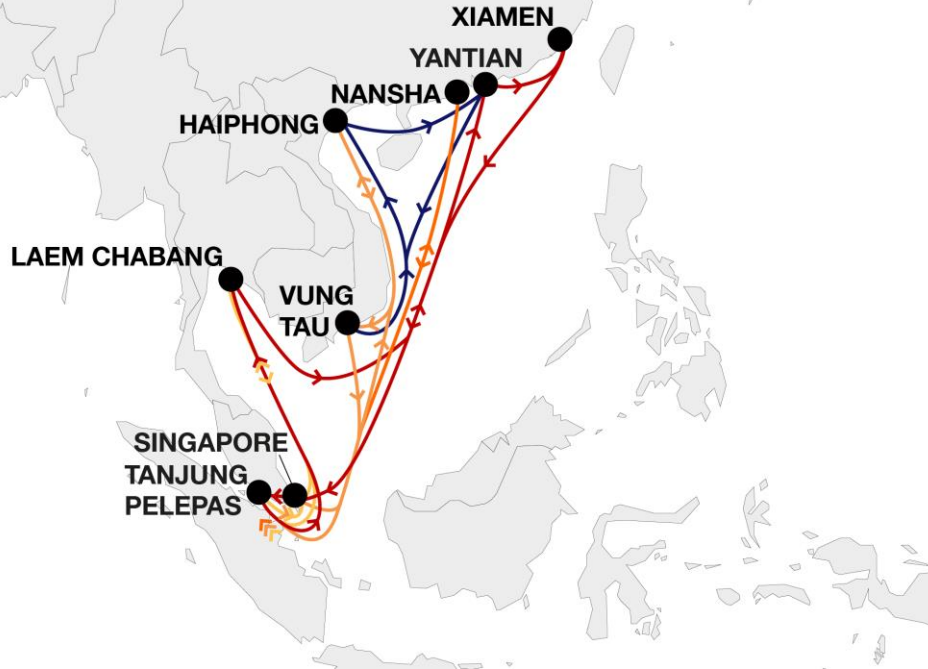 XIAMEN
YANTIAN
NANSHA
HAIPHONG
LAEM CHABANG
VUNG
TAU
SINGAPORE
TANJUNG
PELEPAS